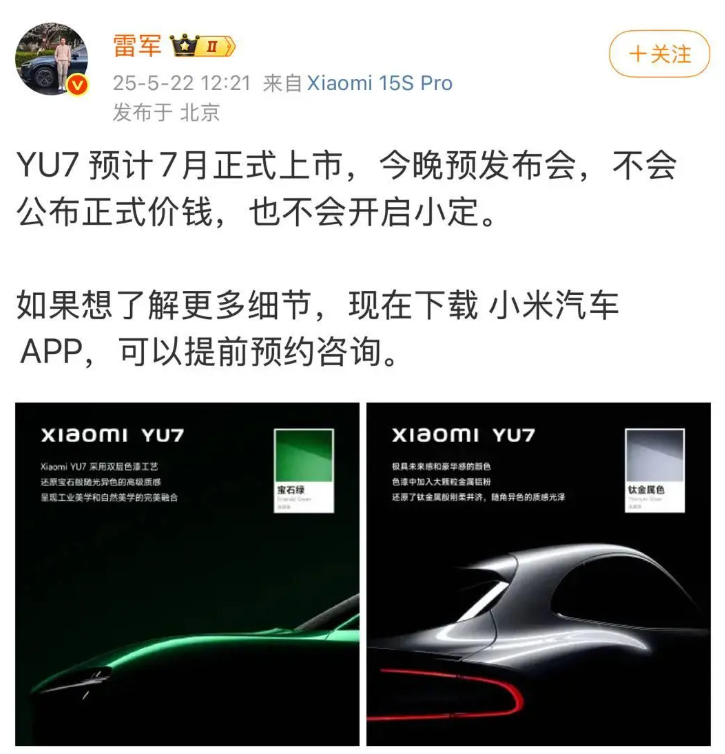 雷军
II
＋关注
25-5-22 12:21 来自 Xiaomi 15S Pro
发布于 北京
YU7 预计 7月正式上市，今晚预发布会，不会
公布正式价钱，也不会开启小定。
如果想了解更多细节，现在下载 小米汽车
APP，可以提前预约咨询。
XIAOMI YU7
Xiaomi YU7 采用双层色漆工艺
还原宝石般随光异色的高级质感
呈现工业美学和自然美学的完美融合
宝石绿
Emerald Green
XIAOMI YU7
极具未来感和豪华感的颜色
色漆中加入大颗粒金属铝粉
还原了钛金属般刚柔并济，随角异色的质感光泽
钛金属色
Titanium Silver